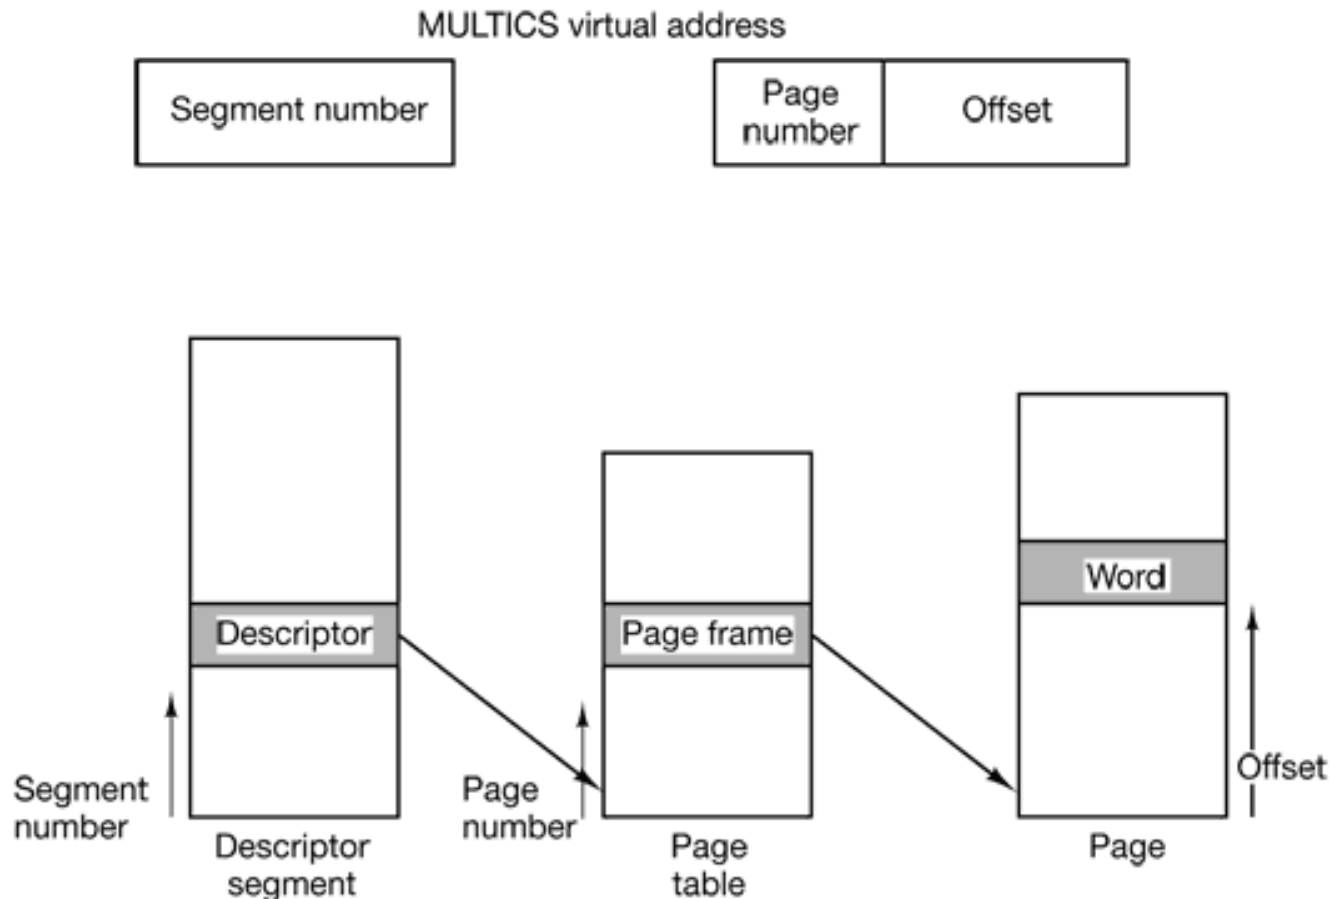 MULTICS virtual address
Segment number
Page
number
Offset
Descriptor
Page frame
Word
Segment
number
Page
number
Offset
Descriptor
segment
Page
table
Page